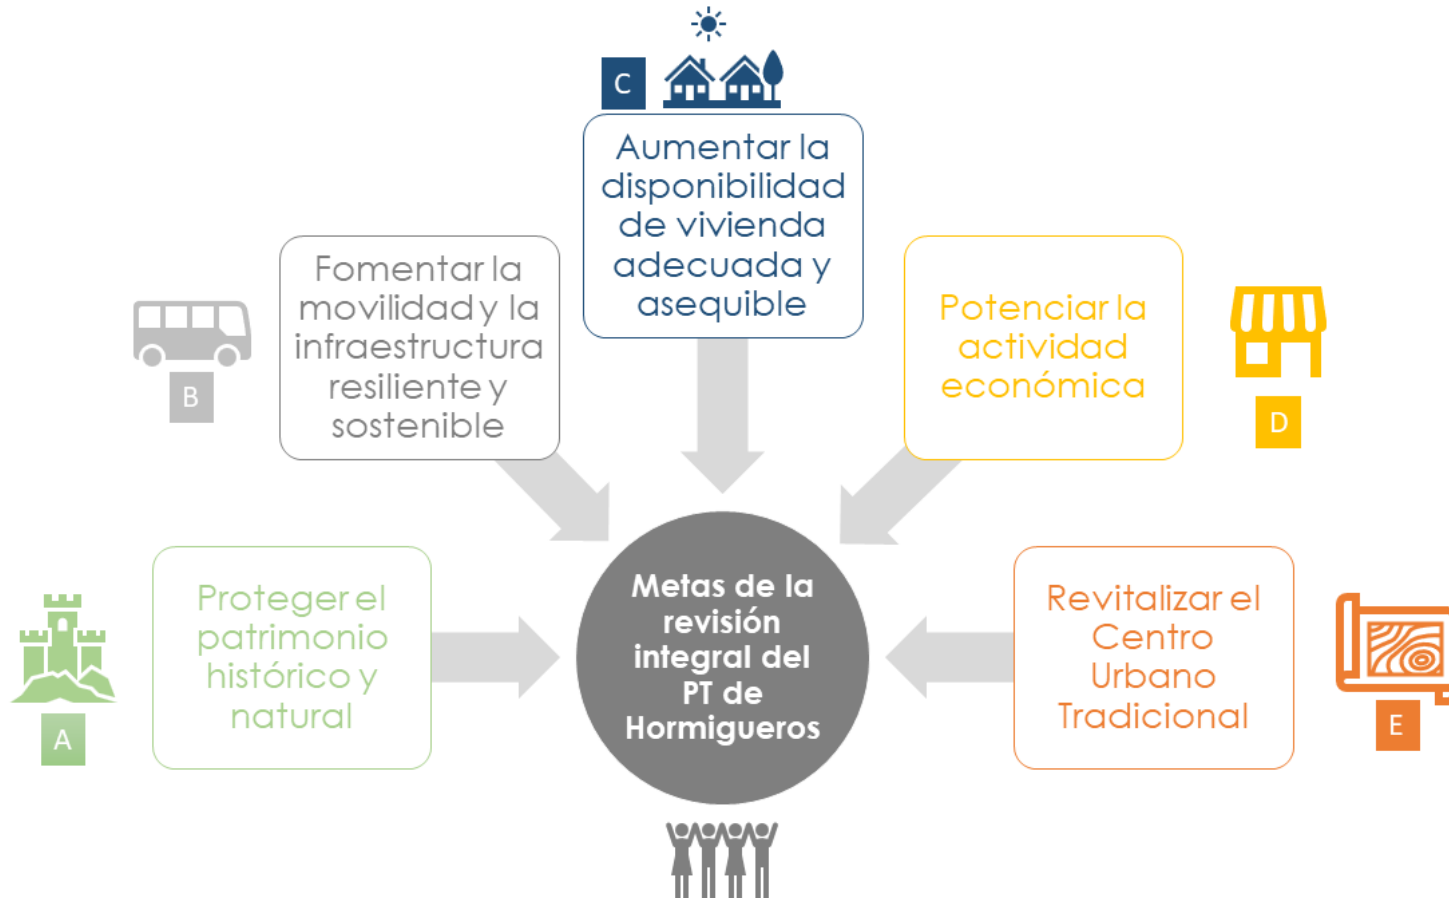 A
Proteger el
patrimonio
histórico y
natural
B
Fomentar la
movilidad y la
infraestructura
resiliente y
sostenible
C
Aumentar la
disponibilidad
de vivienda
adecuada y
asequible
D
Potenciar la
actividad
económica
E
Revitalizar el
Centro
Urbano
Tradicional
Metas de la
revisión
integral del
PT de
Hormigueros